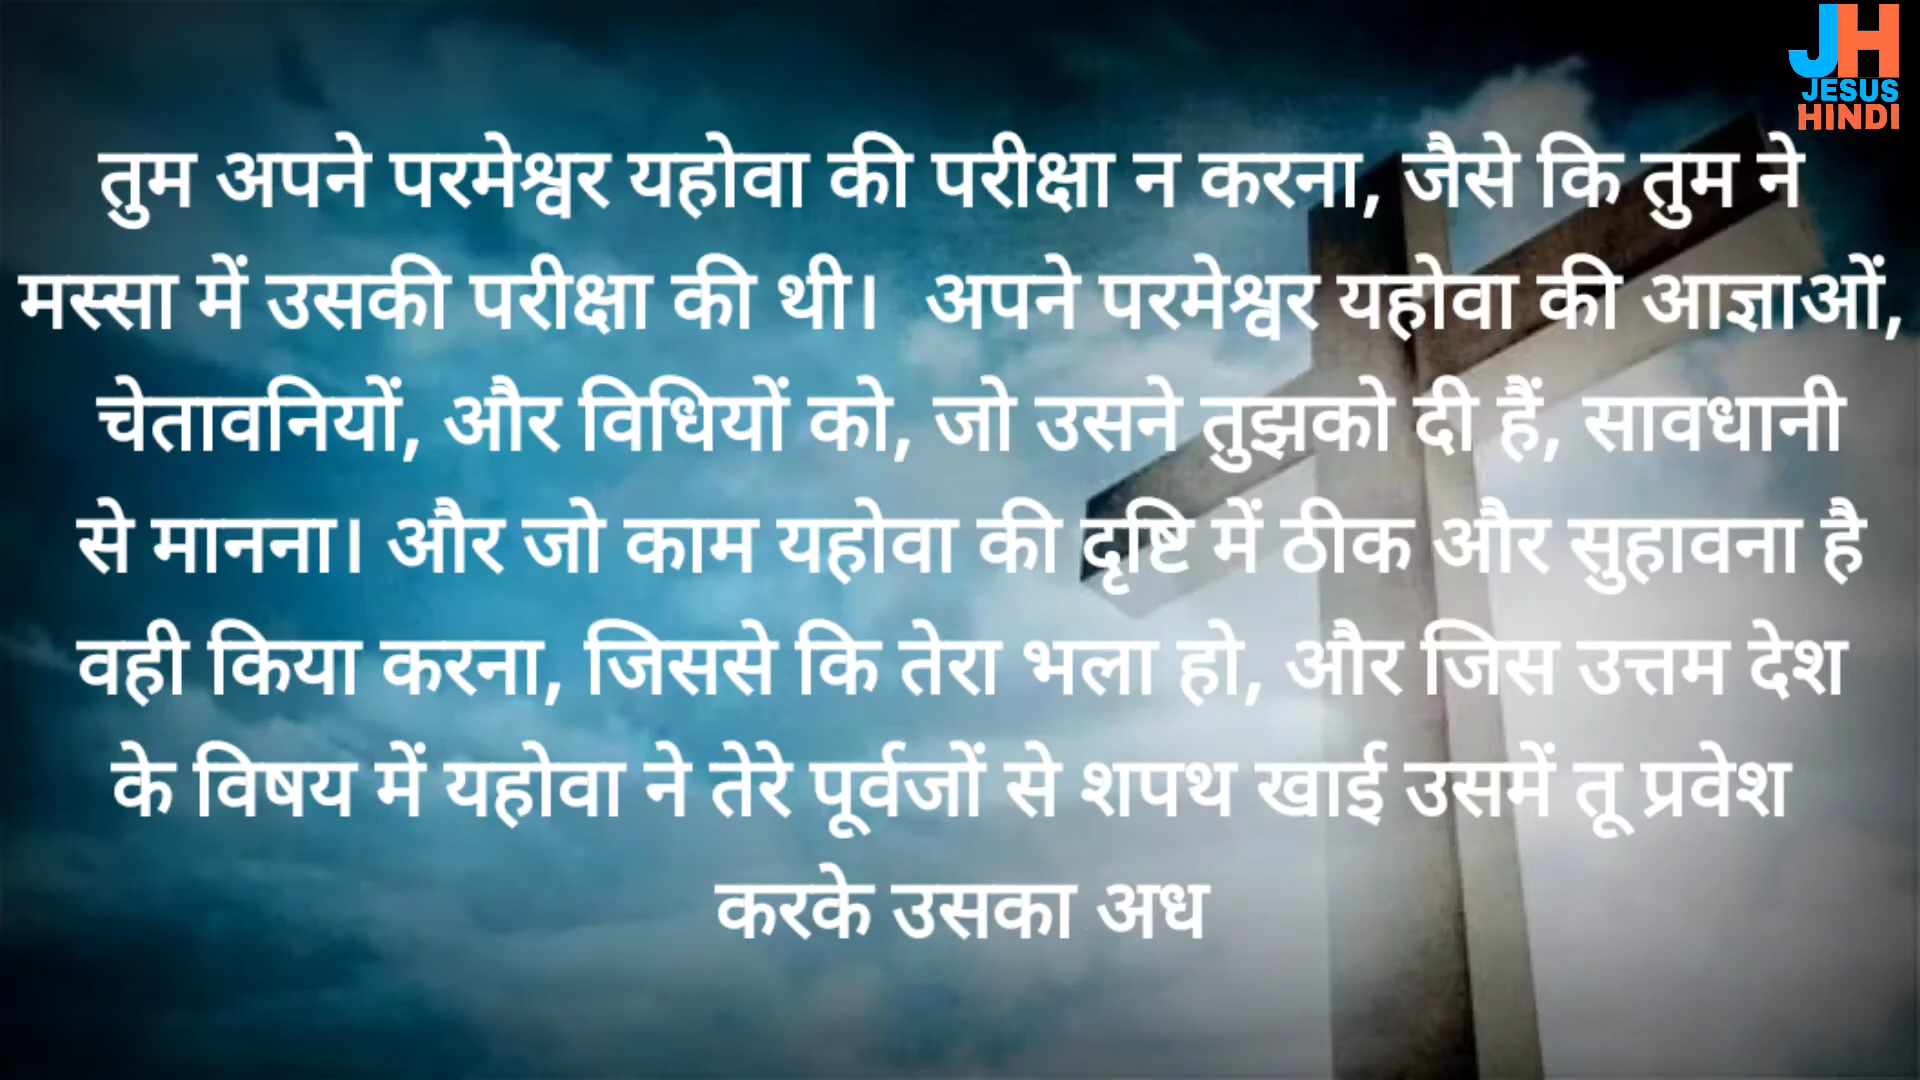 JH
JESUS
HINDI
तुम अपने परमेश्वर यहोवा की परीक्षा न करना, जैसे कि तुम ने
मस्सा में उसकी परीक्षा की थी। अपने परमेश्वर यहोवा की आज्ञाओं,
चेतावनियों, और विधियों को, जो उसने तुझको दी हैं, सावधानी
से मानना। और जो काम यहोवा की दृष्टि में ठीक और सुहावना है
वही किया करना, जिससे कि तेरा भला हो, और जिस उत्तम देश
के विषय में यहोवा ने तेरे पूर्वजों से शपथ खाई उसमें तू प्रवेश
करके उसका अध